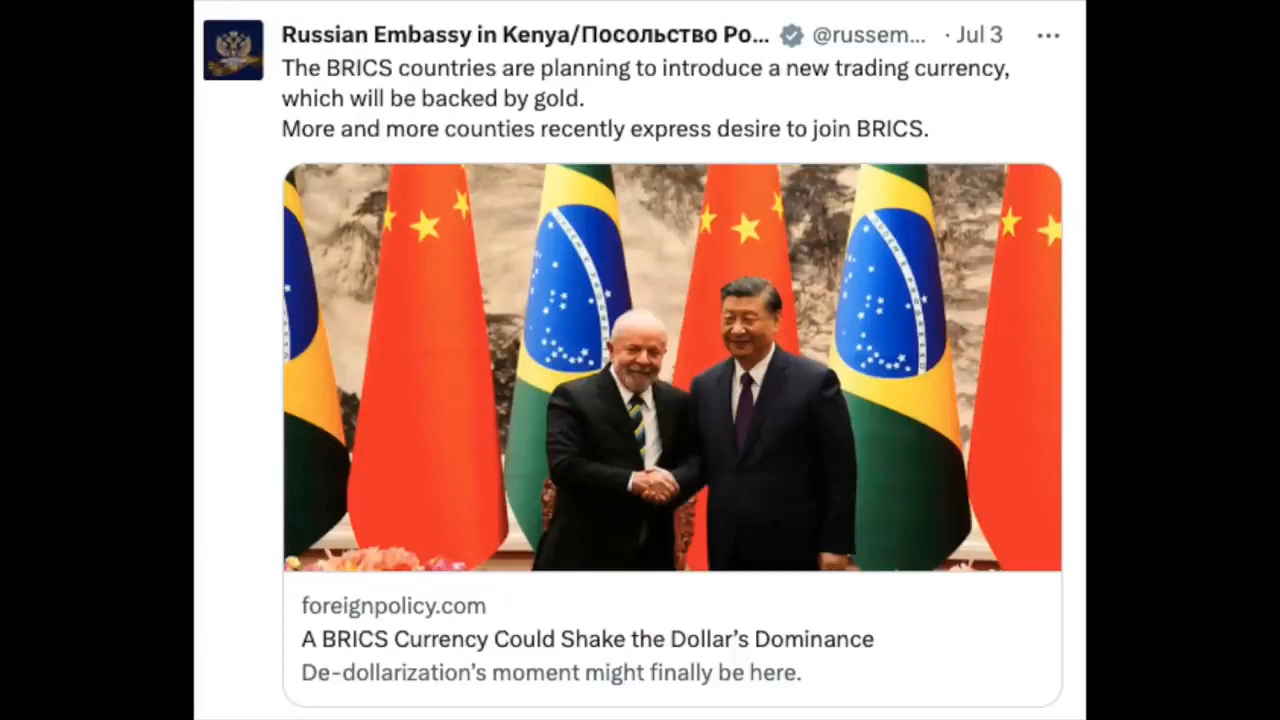 Russian Embassy in Kenya/Посольство Ро... @russem... · Jul 3 ···
The BRICS countries are planning to introduce a new trading currency,
which will be backed by gold.
More and more counties recently express desire to join BRICS.
foreignpolicy.com
A BRICS Currency Could Shake the Dollar’s Dominance
De-dollarization’s moment might finally be here.